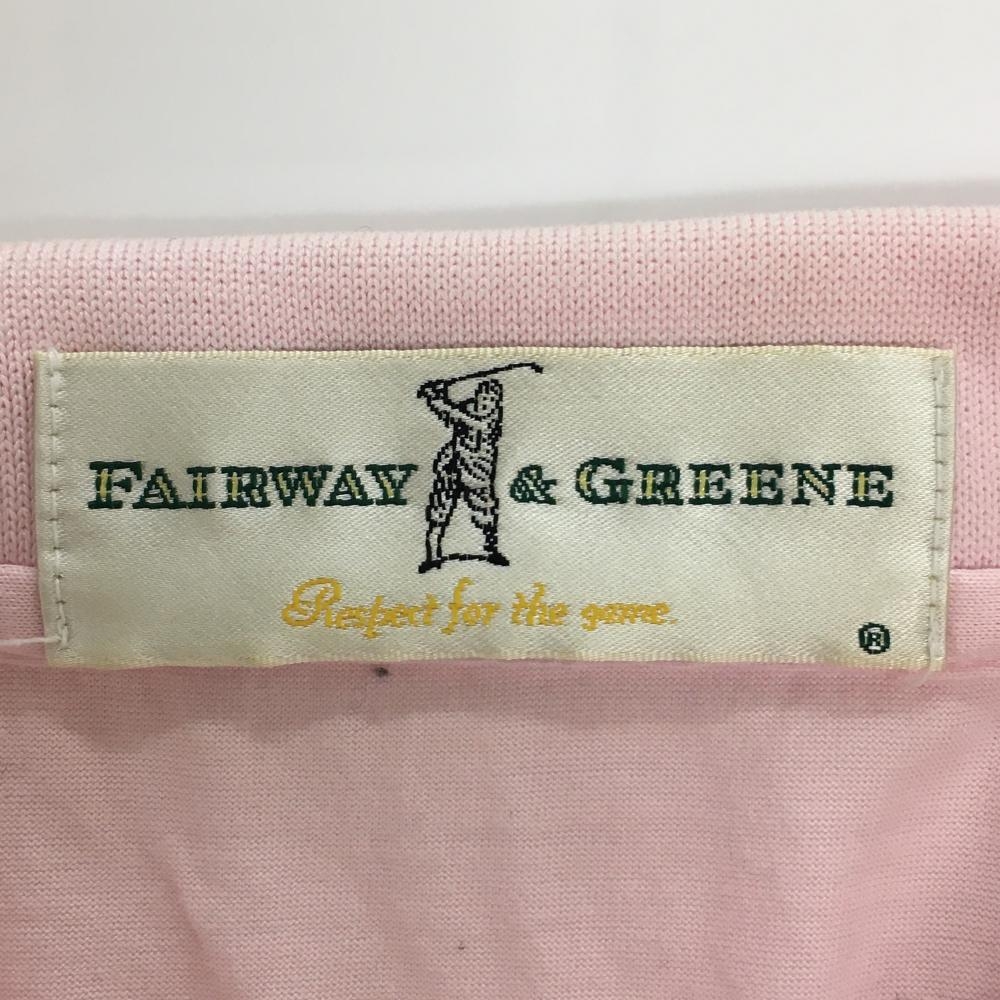 FAIRWAY & GREENE
Respect for the game.
®